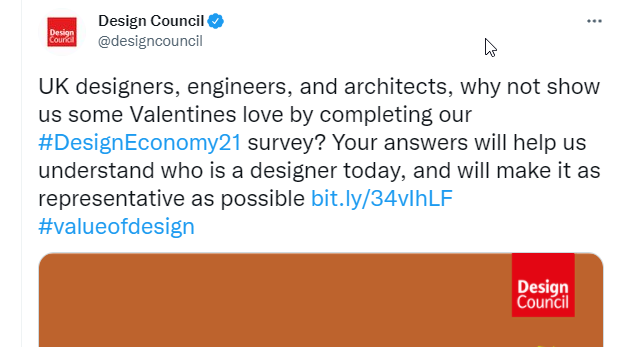 Design Council
Design
Council
@designcouncil
UK designers, engineers, and architects, why not show
us some Valentines love by completing our
#DesignEconomy21 survey? Your answers will help us
understand who is a designer today, and will make it as
representative as possible bit.ly/34vIhLF
#valueofdesign
Design
Council